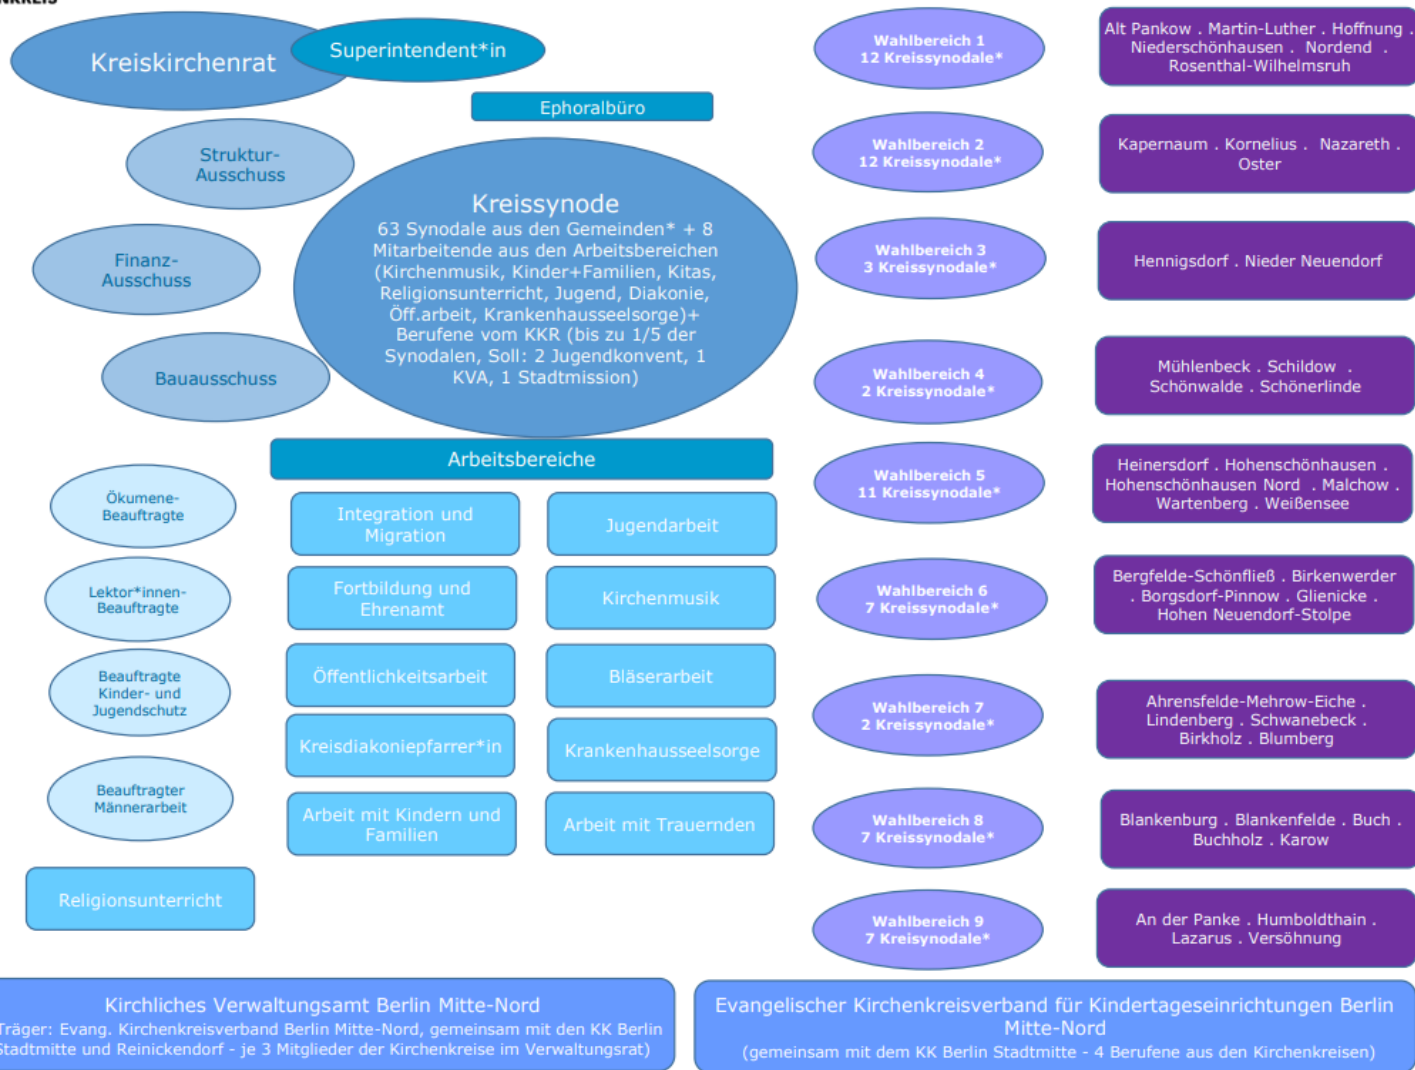 Kreiskirchenrat
Superintendent*in
Ephoralbüro
Struktur-
Ausschuss
Finanz-
Ausschuss
Bauausschuss
Kreissynode
63 Synodale aus den Gemeinden* + 8
Mitarbeitende aus den Arbeitsbereichen
(Kirchenmusik, Kinder+Familien, Kitas,
Religionsunterricht, Jugend, Diakonie,
Öff.arbeit, Krankenhausseelsorge)+
Berufene vom KKR (bis zu 1/5 der
Synodalen, Soll: 2 Jugendkonvent, 1
KVA, 1 Stadtmission)
Arbeitsbereiche
Ökumene-
Beauftragte
Lektor*innen-
Beauftragte
Beauftragte
Kinder- und
Jugendschutz
Beauftragter
Männerarbeit
Religionsunterricht
Integration und
Migration
Jugendarbeit
Fortbildung und
Ehrenamt
Kirchenmusik
Öffentlichkeitsarbeit
Bläserarbeit
Kreisdiakoniepfarrer*in
Krankenhausseelsorge
Arbeit mit Kindern und
Familien
Arbeit mit Trauernden
Wahlbereich 1
12 Kreissynodale*
Alt Pankow . Martin-Luther . Hoffnung .
Niederschönhausen . Nordend .
Rosenthal-Wilhelmsruh
Wahlbereich 2
12 Kreissynodale*
Kapernaum . Kornelius . Nazareth .
Oster
Wahlbereich 3
3 Kreissynodale*
Hennigsdorf . Nieder Neuendorf
Wahlbereich 4
2 Kreissynodale*
Mühlenbeck . Schildow .
Schönwalde . Schönerlinde
Wahlbereich 5
11 Kreissynodale*
Heinersdorf . Hohenschönhausen .
Hohenschönhausen Nord . Malchow .
Wartenberg . Weißensee
Wahlbereich 6
7 Kreissynodale*
Bergfelde-Schönfließ . Birkenwerder
. Borgsdorf-Pinnow . Glienicke .
Hohen Neuendorf-Stolpe
Wahlbereich 7
2 Kreissynodale*
Ahrensfelde-Mehrow-Eiche .
Lindenberg . Schwanebeck .
Birkholz . Blumberg
Wahlbereich 8
7 Kreissynodale*
Blankenburg . Blankenfelde . Buch .
Buchholz . Karow
Wahlbereich 9
7 Kreisynodale*
An der Panke . Humboldthain .
Lazarus . Versöhnung
Kirchliches Verwaltungsamt Berlin Mitte-Nord
Träger: Evang. Kirchenkreisverband Berlin Mitte-Nord, gemeinsam mit den KK Berlin
Stadtmitte und Reinickendorf - je 3 Mitglieder der Kirchenkreise im Verwaltungsrat)
Evangelischer Kirchenkreisverband für Kindertageseinrichtungen Berlin
Mitte-Nord
(gemeinsam mit dem KK Berlin Stadtmitte - 4 Berufene aus den Kirchenkreisen)